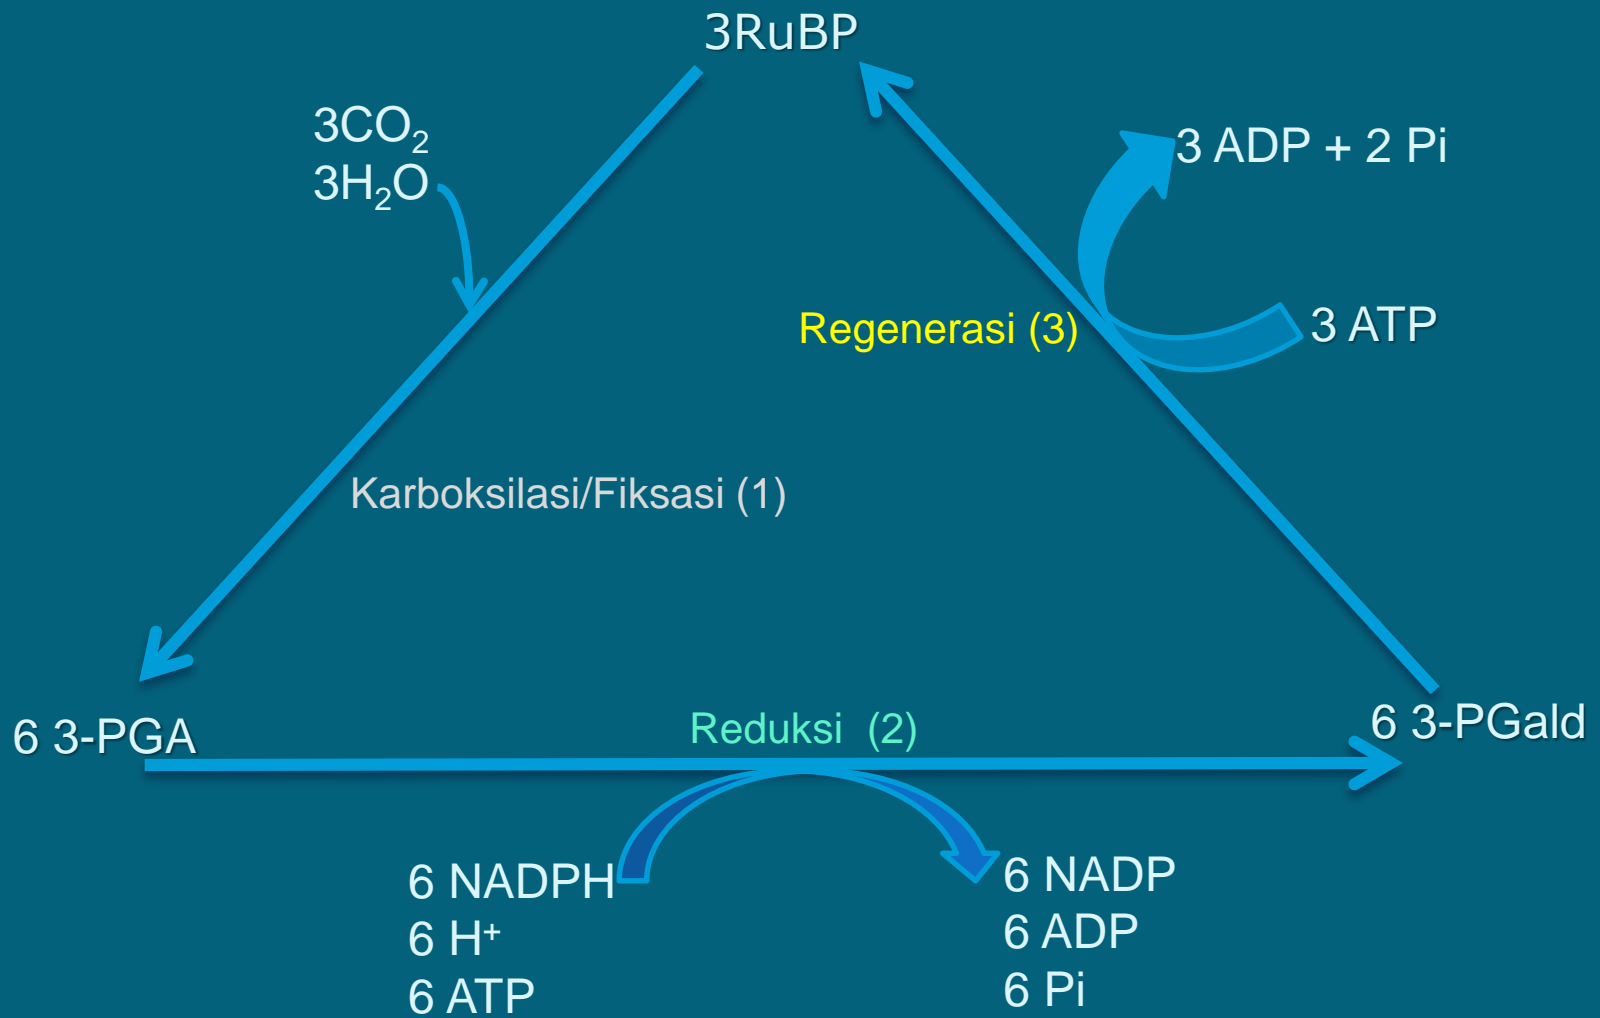 3RuBP
3CO₂
3H₂O
3 ADP + 2 Pi
Regenerasi (3)
3 ATP
Karboksilasi/Fiksasi (1)
6 3-PGA
Reduksi (2)
6 3-PGald
6 NADPH
6 H⁺
6 ATP
6 NADP
6 ADP
6 Pi